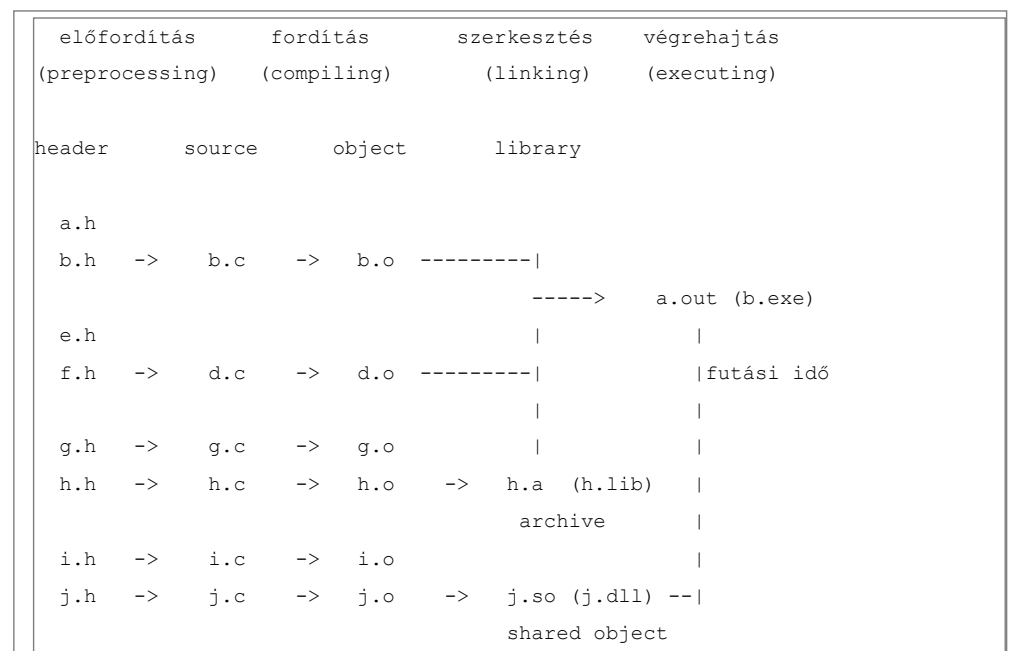 előfordítás      fordítás       szerkesztés    végrehajtás
(preprocessing)   (compiling)       (linking)    (executing)
header      source      object       library
a.h
b.h   ->    b.c    ->  b.o  ---------|
----->    a.out (b.exe)
e.h                                   |            |
f.h   ->    d.c    ->  d.o  ---------|            |futási idő
|            |
g.h   ->    g.c    ->  g.o           |            |
h.h   ->    h.c    ->  h.o    ->   h.a  (h.lib)   |
archive       |
i.h   ->    i.c    ->  i.o                        |
j.h   ->    j.c    ->  j.o    ->   j.so (j.dll) --|
shared object